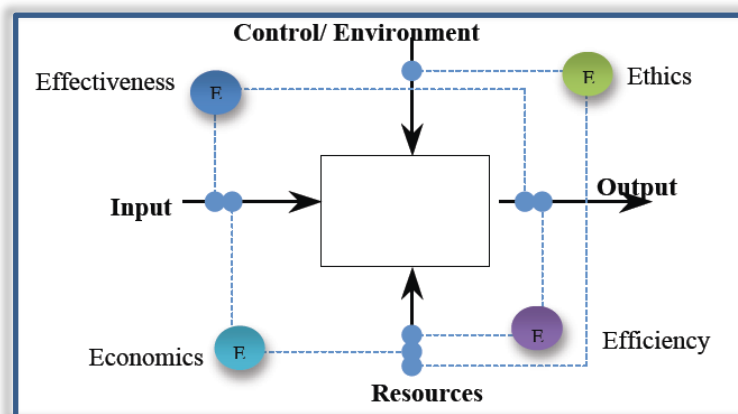 Control/ Environment
Effectiveness
E
E
Ethics
Input
Output
Economics
E
E
Efficiency
Resources